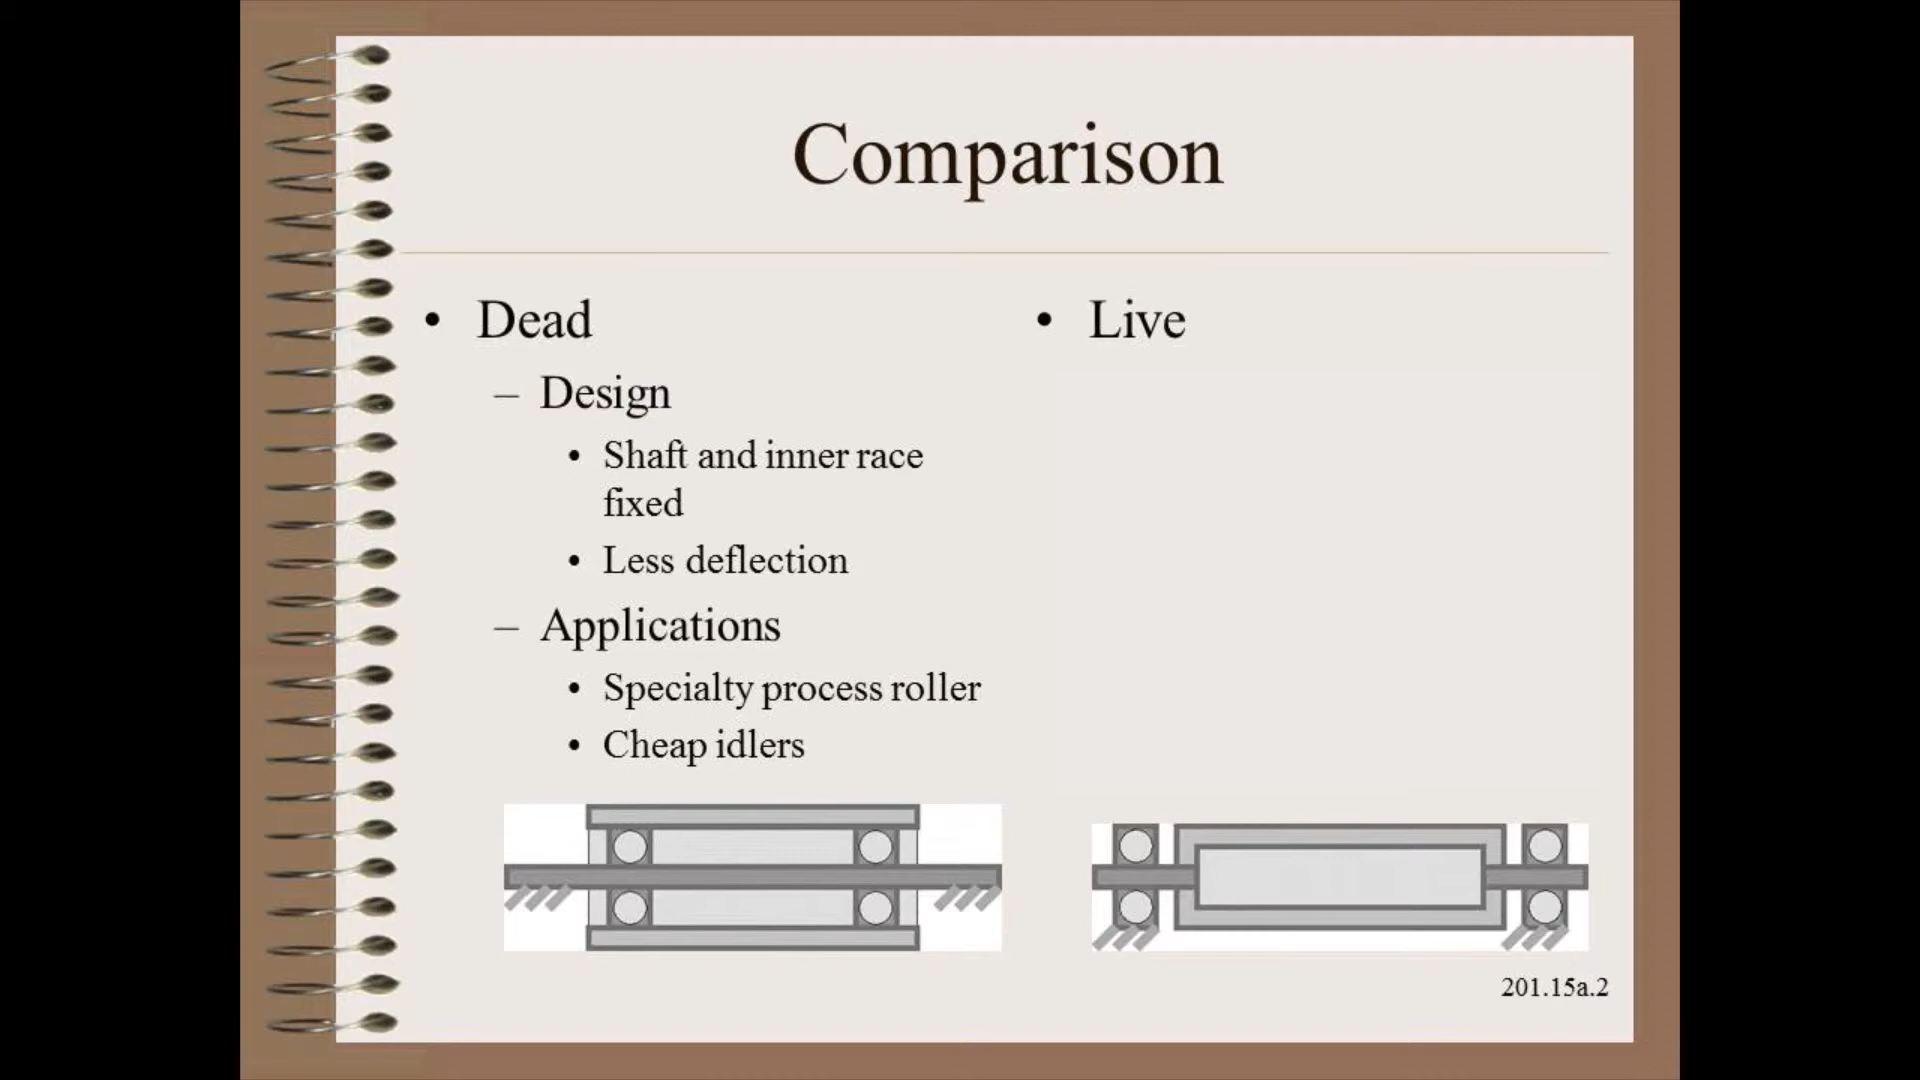 Comparison
• Dead
– Design
• Shaft and inner race
fixed
• Less deflection
– Applications
• Specialty process roller
• Cheap idlers
• Live
201.15a.2